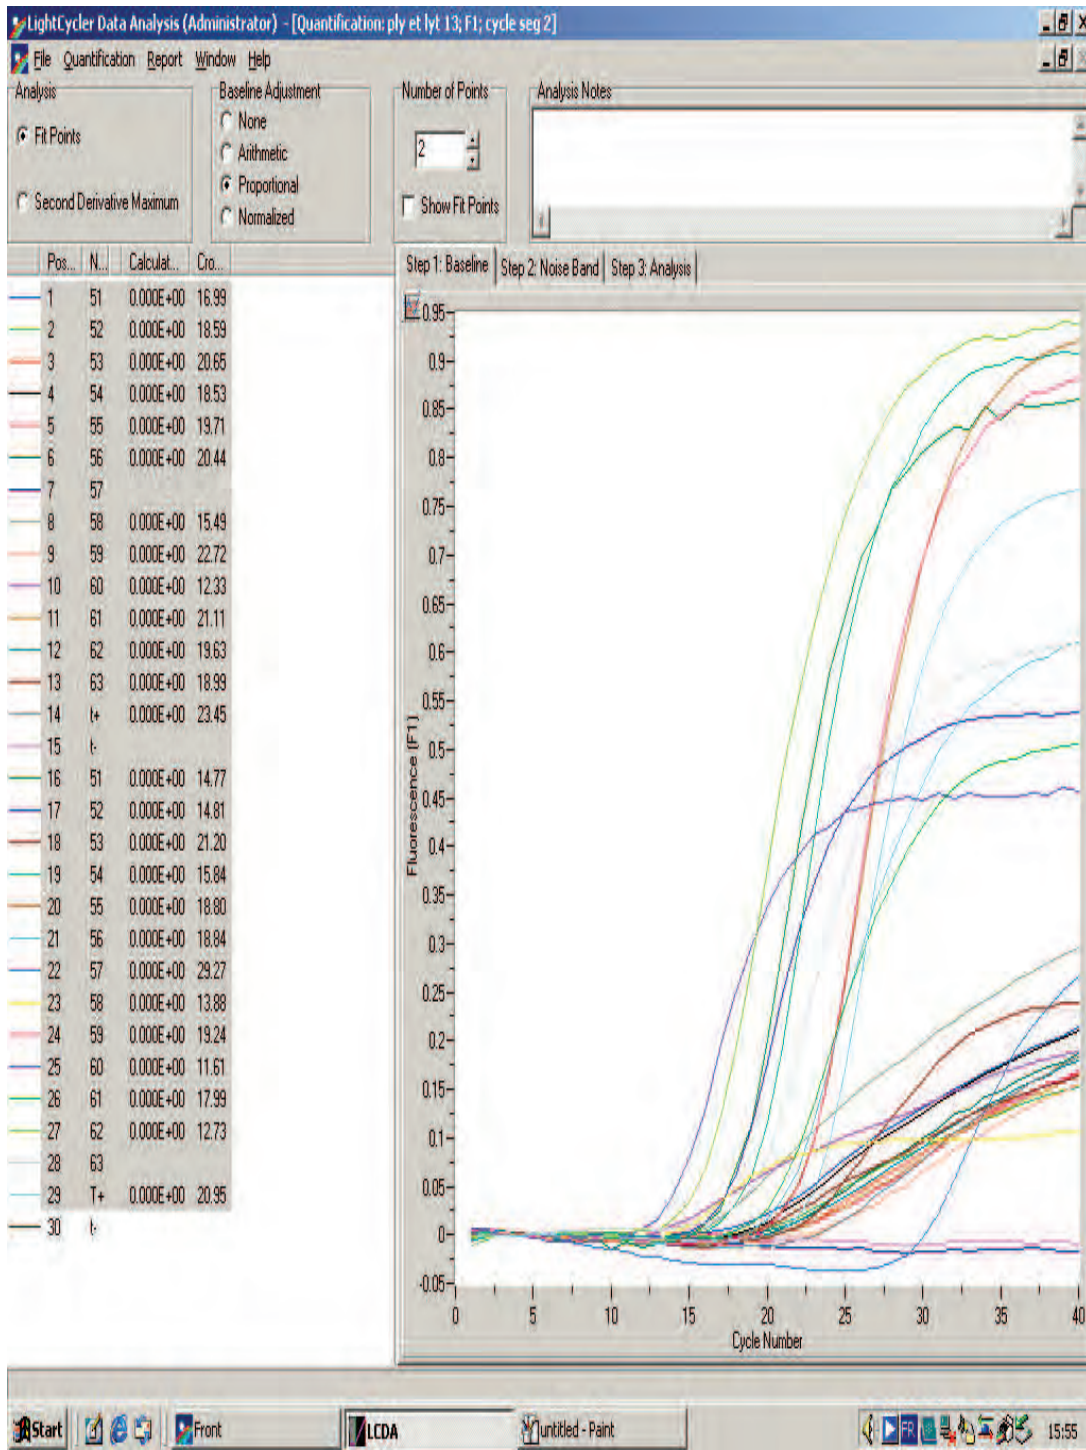 LightCycler Data Analysis (Administrator) - [Quantification: ply et lyt 13; F1; cycle seg 2]
File Quantification Report Window Help
Analysis
Fit Points
Second Derivative Maximum
Baseline Adjustment
None
Arithmetic
Proportional
Normalized
Number of Points
2
Show Fit Points
Analysis Notes
Pos... N... Calculat... Cro...
1 51 0.000E+00 16.99
2 52 0.000E+00 18.59
3 53 0.000E+00 20.65
4 54 0.000E+00 18.53
5 55 0.000E+00 19.71
6 56 0.000E+00 20.44
7 57
8 58 0.000E+00 15.49
9 59 0.000E+00 22.72
10 60 0.000E+00 12.33
11 61 0.000E+00 21.11
12 62 0.000E+00 19.63
13 63 0.000E+00 18.99
14 t+ 0.000E+00 23.45
15 t-
16 51 0.000E+00 14.77
17 52 0.000E+00 14.81
18 53 0.000E+00 21.20
19 54 0.000E+00 15.84
20 55 0.000E+00 18.80
21 56 0.000E+00 18.84
22 57 0.000E+00 29.27
23 58 0.000E+00 13.88
24 59 0.000E+00 19.24
25 60 0.000E+00 11.61
26 61 0.000E+00 17.99
27 62 0.000E+00 12.73
28 63
29 T+ 0.000E+00 20.95
30 t-
Step 1: Baseline Step 2: Noise Band Step 3: Analysis
0.95
0.9
0.85
0.8
0.75
0.7
0.65
0.6
0.55
0.5
0.45
0.4
0.35
0.3
0.25
0.2
0.15
0.1
0.05
0
-0.05
Fluorescence (F1)
0 5 10 15 20 25 30 35 40
Cycle Number
Start Front LCDA untitled - Paint FR 15:55